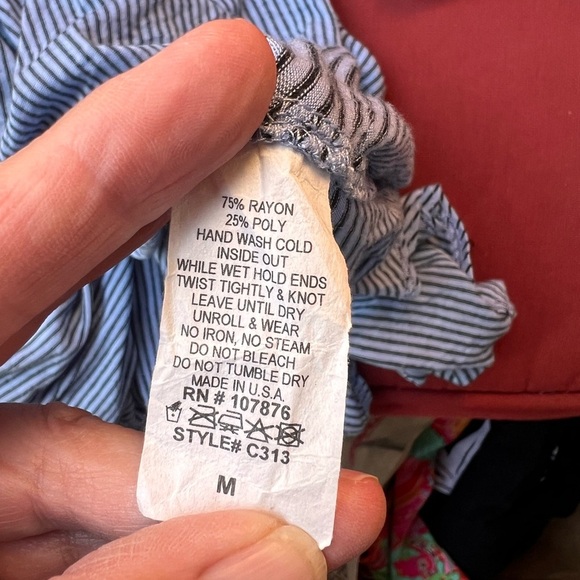 75% RAYON
25% POLY
HAND WASH COLD
INSIDE OUT
WHILE WET HOLD ENDS
TWIST TIGHTLY & KNOT
LEAVE UNTIL DRY
UNROLL & WEAR
NO IRON, NO STEAM
DO NOT BLEACH
DO NOT TUMBLE DRY
MADE IN U.S.A.
RN # 107876
STYLE# C313
M